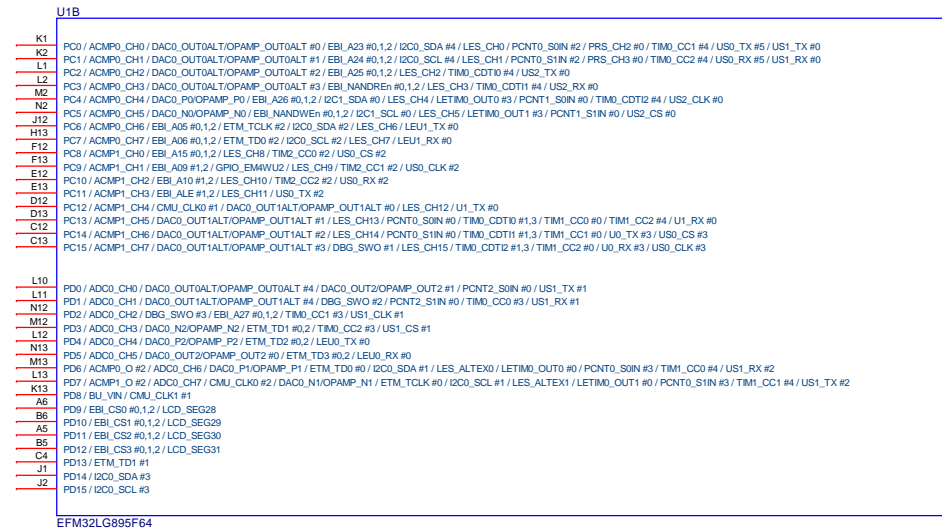 U1B
K1 PC0 / ACMP0_CH0 / DAC0_OUT0ALT/OPAMP_OUT0ALT #0 / EBI_A23 #0,1,2 / I2C0_SDA #4 / LES_CH0 / PCNT0_S0IN #2 / PRS_CH2 #0 / TIM0_CC1 #4 / US0_TX #5 / US1_TX #0
K2 PC1 / ACMP0_CH1 / DAC0_OUT0ALT/OPAMP_OUT0ALT #1 / EBI_A24 #0,1,2 / I2C0_SCL #4 / LES_CH1 / PCNT0_S1IN #2 / PRS_CH3 #0 / TIM0_CC2 #4 / US0_RX #5 / US1_RX #0
L1 PC2 / ACMP0_CH2 / DAC0_OUT0ALT/OPAMP_OUT0ALT #2 / EBI_A25 #0,1,2 / LES_CH2 / TIM0_CDTI0 #4 / US2_TX #0
L2 PC3 / ACMP0_CH3 / DAC0_OUT0ALT/OPAMP_OUT0ALT #3 / EBI_NANDREn #0,1,2 / LES_CH3 / TIM0_CDTI1 #4 / US2_RX #0
M2 PC4 / ACMP0_CH4 / DAC0_P0/OPAMP_P0 / EBI_A26 #0,1,2 / I2C1_SDA #0 / LES_CH4 / LETIM0_OUT0 #3 / PCNT1_S0IN #0 / TIM0_CDTI2 #4 / US2_CLK #0
N2 PC5 / ACMP0_CH5 / DAC0_N0/OPAMP_N0 / EBI_NANDWEn #0,1,2 / I2C1_SCL #0 / LES_CH5 / LETIM0_OUT1 #3 / PCNT1_S1IN #0 / US2_CS #0
J12 PC6 / ACMP0_CH6 / EBI_A05 #0,1,2 / ETM_TCLK #2 / I2C0_SDA #2 / LES_CH6 / LEU1_TX #0
H13 PC7 / ACMP0_CH7 / EBI_A06 #0,1,2 / ETM_TD0 #2 / I2C0_SCL #2 / LES_CH7 / LEU1_RX #0
F12 PC8 / ACMP1_CH0 / EBI_A15 #0,1,2 / LES_CH8 / TIM2_CC0 #2 / US0_CS #2
F13 PC9 / ACMP1_CH1 / EBI_A09 #1,2 / GPIO_EM4WU2 / LES_CH9 / TIM2_CC1 #2 / US0_CLK #2
E12 PC10 / ACMP1_CH2 / EBI_A10 #1,2 / LES_CH10 / TIM2_CC2 #2 / US0_RX #2
E13 PC11 / ACMP1_CH3 / EBI_ALE #1,2 / LES_CH11 / US0_TX #2
D12 PC12 / ACMP1_CH4 / CMU_CLK0 #1 / DAC0_OUT1ALT/OPAMP_OUT1ALT #0 / LES_CH12 / U1_TX #0
D13 PC13 / ACMP1_CH5 / DAC0_OUT1ALT/OPAMP_OUT1ALT #1 / LES_CH13 / PCNT0_S0IN #0 / TIM0_CDTI0 #1,3 / TIM1_CC0 #0 / TIM1_CC2 #4 / U1_RX #0
C12 PC14 / ACMP1_CH6 / DAC0_OUT1ALT/OPAMP_OUT1ALT #2 / LES_CH14 / PCNT0_S1IN #0 / TIM0_CDTI1 #1,3 / TIM1_CC1 #0 / U0_TX #3 / US0_CS #3
C13 PC15 / ACMP1_CH7 / DAC0_OUT1ALT/OPAMP_OUT1ALT #3 / DBG_SWO #1 / LES_CH15 / TIM0_CDTI2 #1,3 / TIM1_CC2 #0 / U0_RX #3 / US0_CLK #3
L10 PD0 / ADC0_CH0 / DAC0_OUT0ALT/OPAMP_OUT0ALT #4 / DAC0_OUT2/OPAMP_OUT2 #1 / PCNT2_S0IN #0 / US1_TX #1
L11 PD1 / ADC0_CH1 / DAC0_OUT1ALT/OPAMP_OUT1ALT #4 / DBG_SWO #2 / PCNT2_S1IN #0 / TIM0_CC0 #3 / US1_RX #1
N12 PD2 / ADC0_CH2 / DBG_SWO #3 / EBI_A27 #0,1,2 / TIM0_CC1 #3 / US1_CLK #1
M12 PD3 / ADC0_CH3 / DAC0_N2/OPAMP_N2 / ETM_TD1 #0,2 / TIM0_CC2 #3 / US1_CS #1
L12 PD4 / ADC0_CH4 / DAC0_P2/OPAMP_P2 / ETM_TD2 #0,2 / LEU0_TX #0
N13 PD5 / ADC0_CH5 / DAC0_OUT2/OPAMP_OUT2 #0 / ETM_TD3 #0,2 / LEU0_RX #0
M13 PD6 / ACMP0_O #2 / ADC0_CH6 / DAC0_P1/OPAMP_P1 / ETM_TD0 #0 / I2C0_SDA #1 / LES_ALTEX0 / LETIM0_OUT0 #0 / PCNT0_S0IN #3 / TIM1_CC0 #4 / US1_RX #2
L13 PD7 / ACMP1_O #2 / ADC0_CH7 / CMU_CLK0 #2 / DAC0_N1/OPAMP_N1 / ETM_TCLK #0 / I2C0_SCL #1 / LES_ALTEX1 / LETIM0_OUT1 #0 / PCNT0_S1IN #3 / TIM1_CC1 #4 / US1_TX #2
K13 PD8 / BU_VIN / CMU_CLK1 #1
A6 PD9 / EBI_CS0 #0,1,2 / LCD_SEG28
B6 PD10 / EBI_CS1 #0,1,2 / LCD_SEG29
A5 PD11 / EBI_CS2 #0,1,2 / LCD_SEG30
B5 PD12 / EBI_CS3 #0,1,2 / LCD_SEG31
C4 PD13 / ETM_TD1 #1
J1 PD14 / I2C0_SDA #3
J2 PD15 / I2C0_SCL #3
EFM32LG895F64